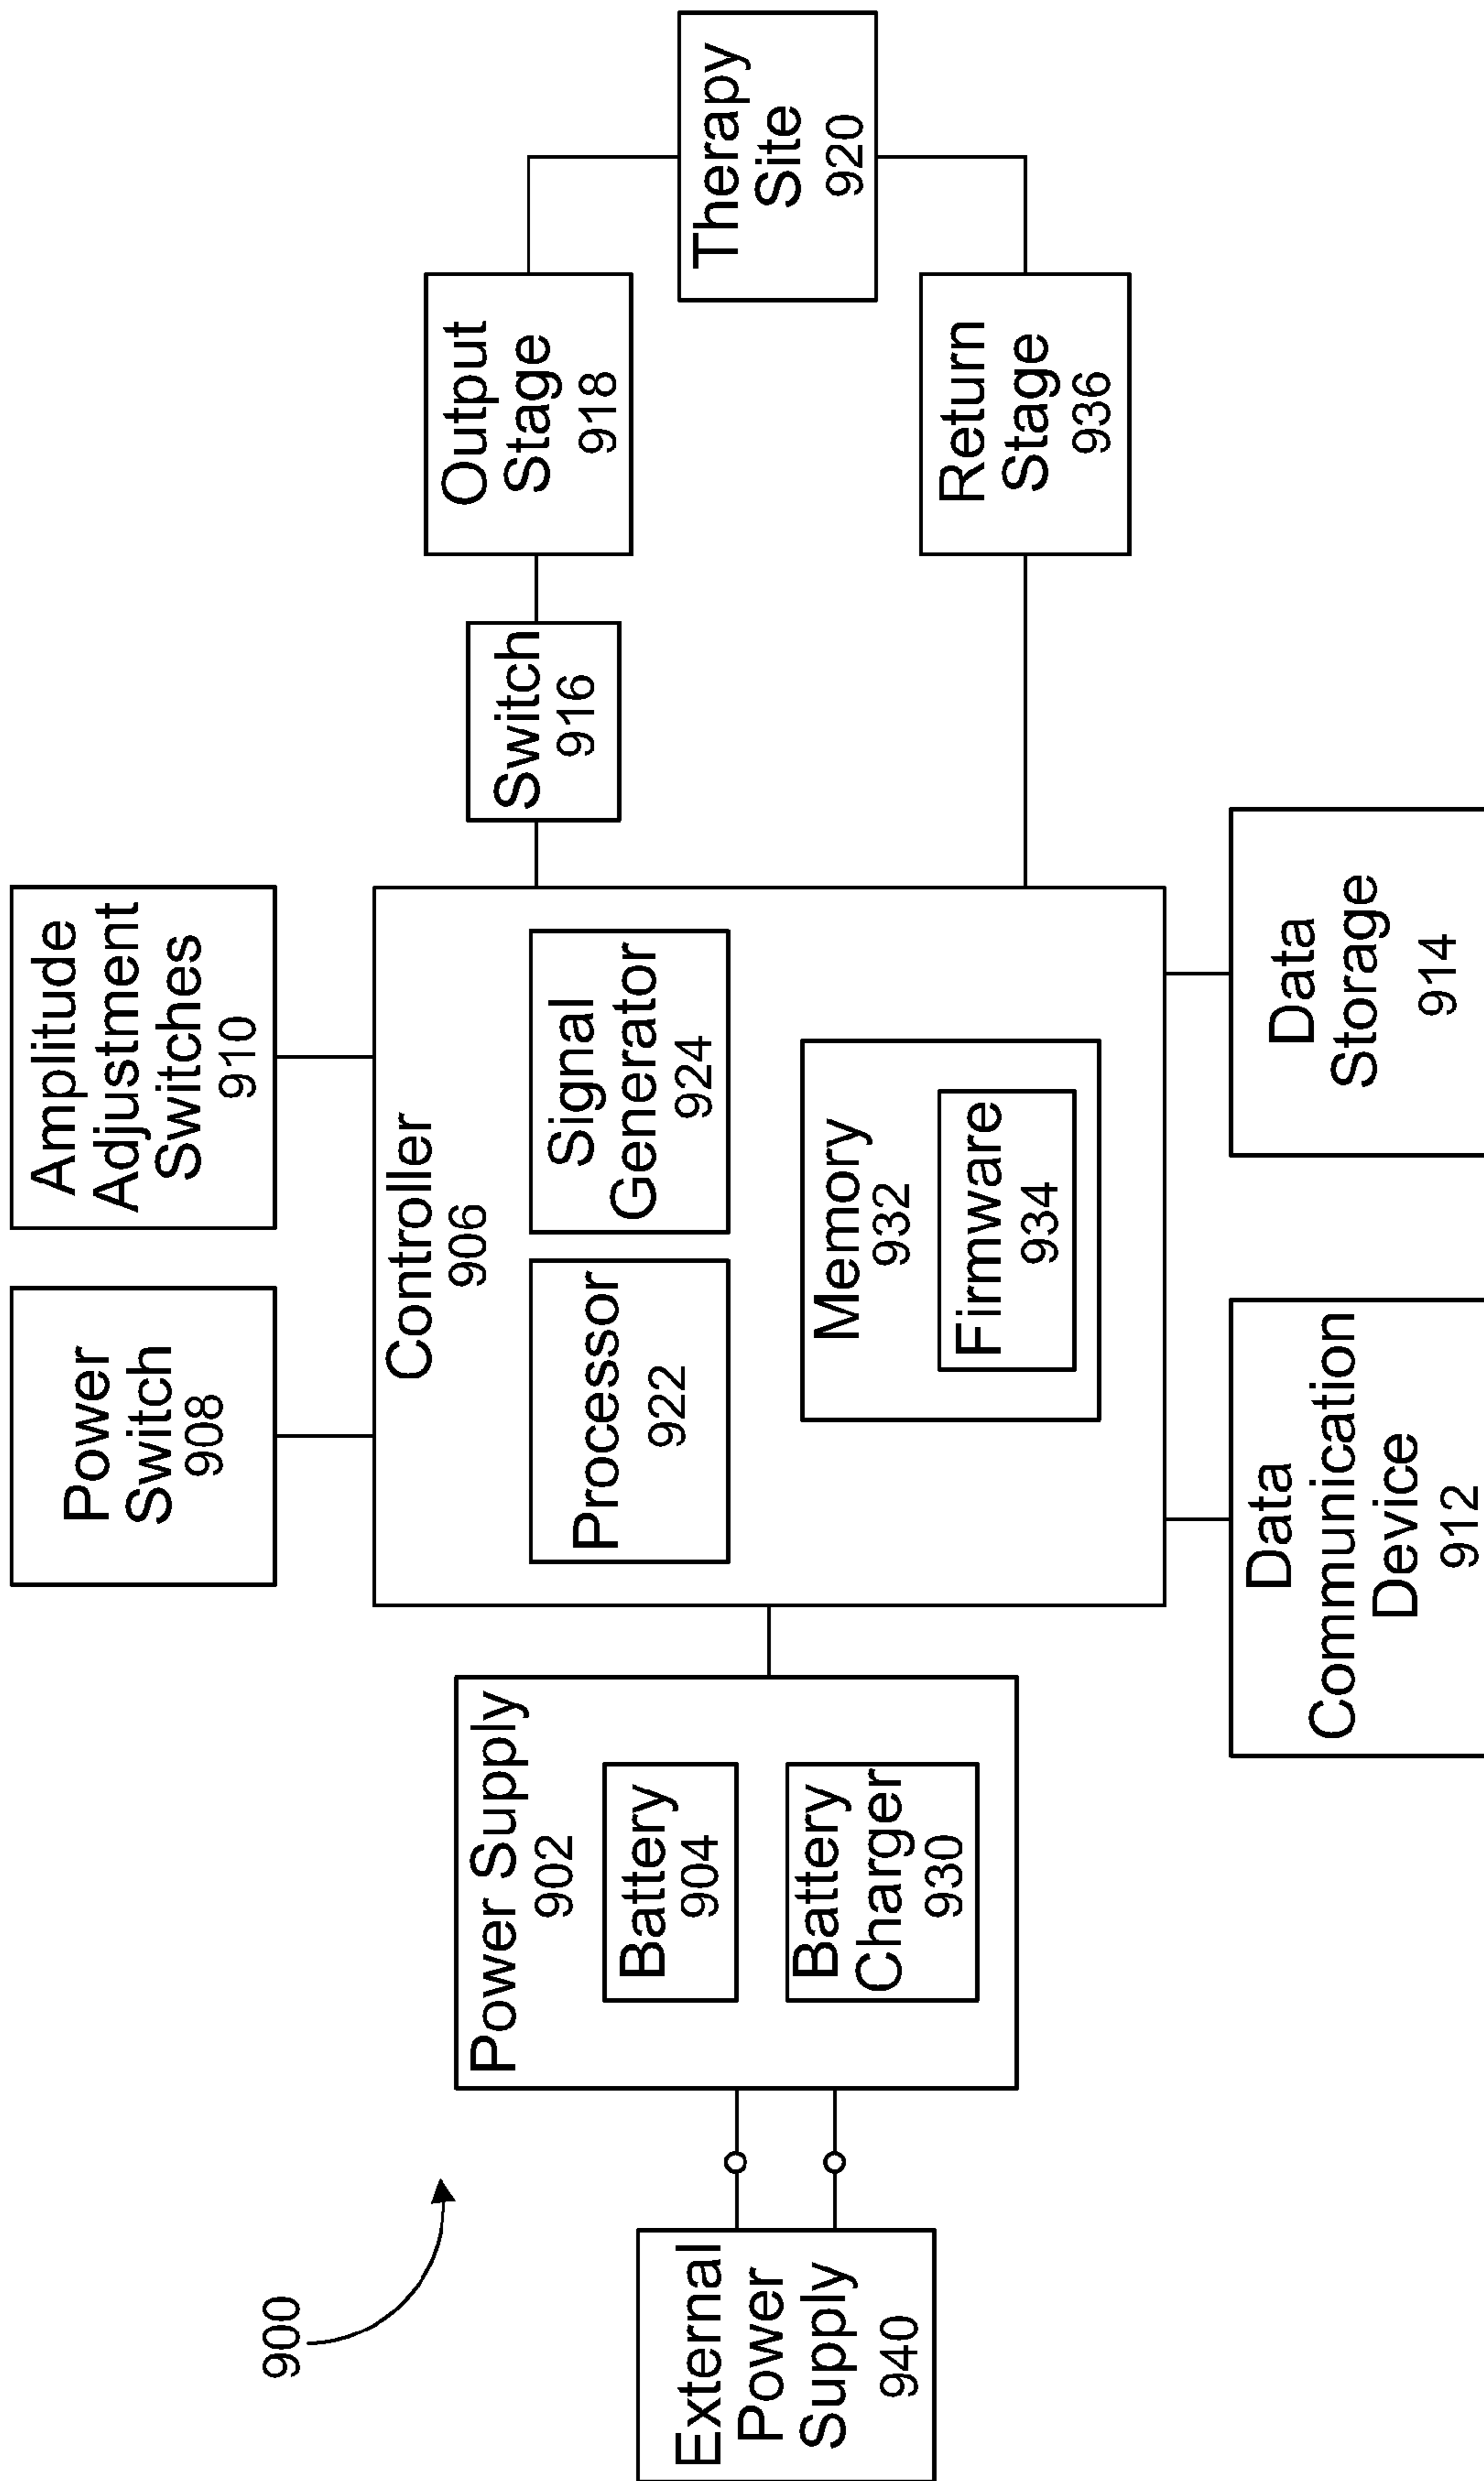 900
External
Power
Supply
940
Power Supply
902
Battery
904
Battery
Charger
930
Power
Switch
908
Amplitude
Adjustment
Switches
910
Controller
906
Processor
922
Signal
Generator
924
Memory
932
Firmware
934
Data
Communication
Device
912
Data
Storage
914
Switch
916
Output
Stage
918
Therapy
Site
920
Return
Stage
936